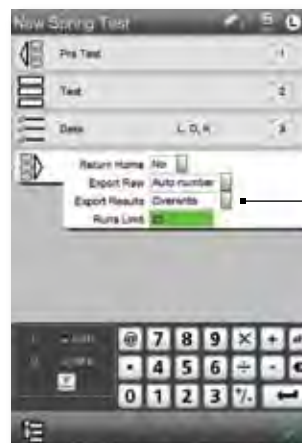 New Spring Test
Pre Test 1
Test 2
Data L, D, K 3
Return Home No
Export Raw Auto number
Export Results Overwrite
Runs Limit
@ 7 8 9 × +
4 5 6 ÷ -
0 1 2 3